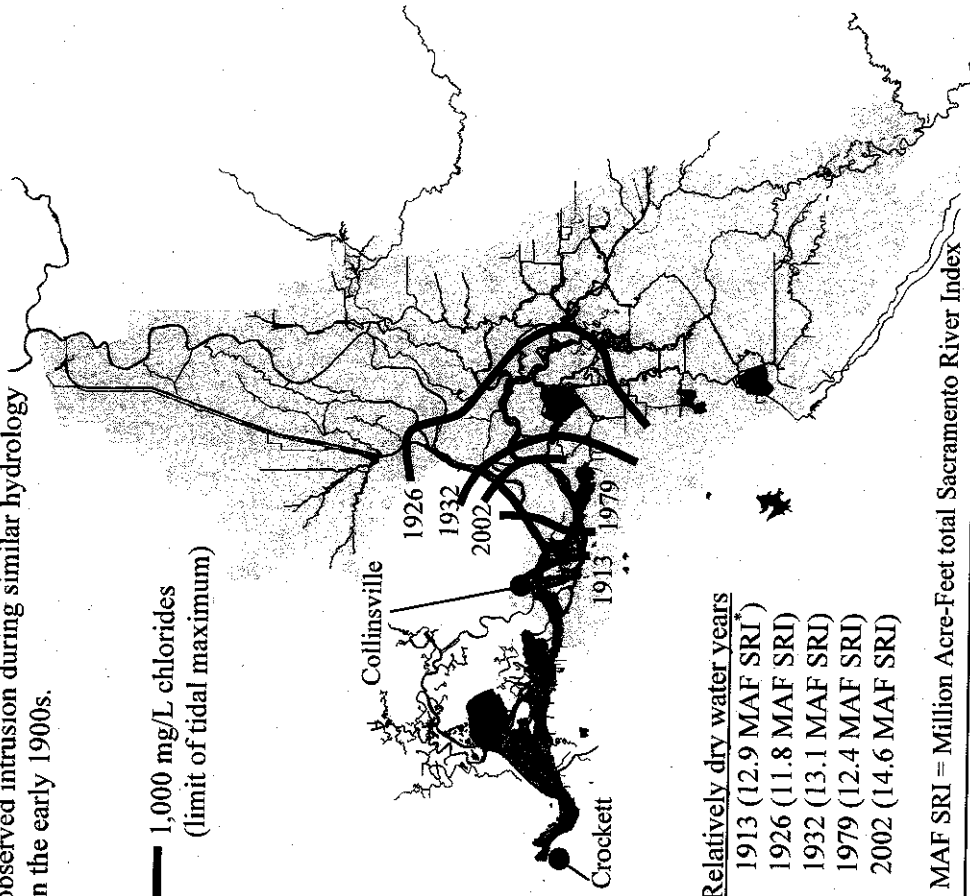 observed intrusion during similar hydrology
in the early 1900s.
1,000 mg/L chlorides
(limit of tidal maximum)
Collinsville
1926
1932
2002
1913
1979
Crockett
Relatively dry water years
1913 (12.9 MAF SRI*)
1926 (11.8 MAF SRI)
1932 (13.1 MAF SRI)
1979 (12.4 MAF SRI)
2002 (14.6 MAF SRI)
MAF SRI = Million Acre-Feet total Sacramento River Index